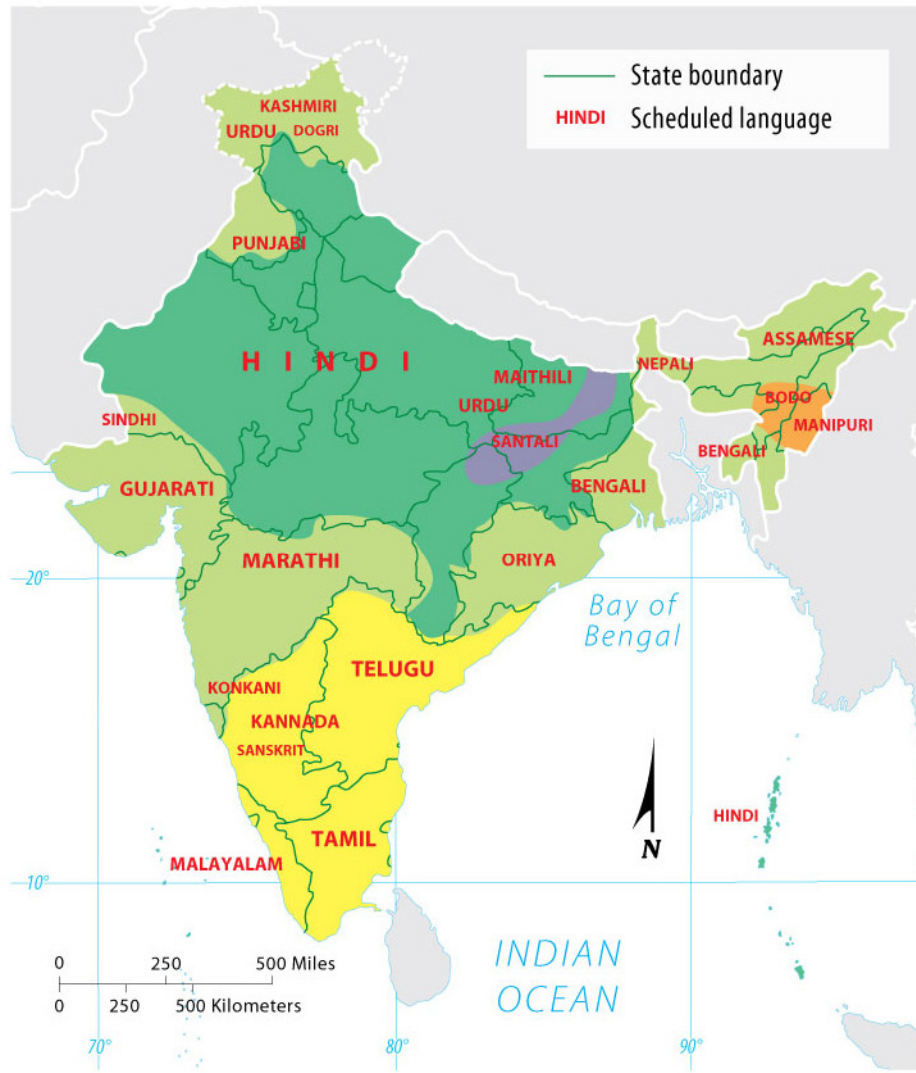 State boundary
HINDI Scheduled language
KASHMIRI
URDU DOGRI
PUNJABI
HINDI
ASSAMESE
NEPALI
MAITHILI
BODO
URDU
SINDHI
MANIPURI
SANTALI
BENGALI
GUJARATI
BENGALI
MARATHI
ORIYA
20°
Bay of
Bengal
TELUGU
KONKANI
KANNADA
SANSKRIT
HINDI
TAMIL
N
MALAYALAM
10°
INDIAN
OCEAN
0 250 500 Miles
0 250 500 Kilometers
70° 80° 90°